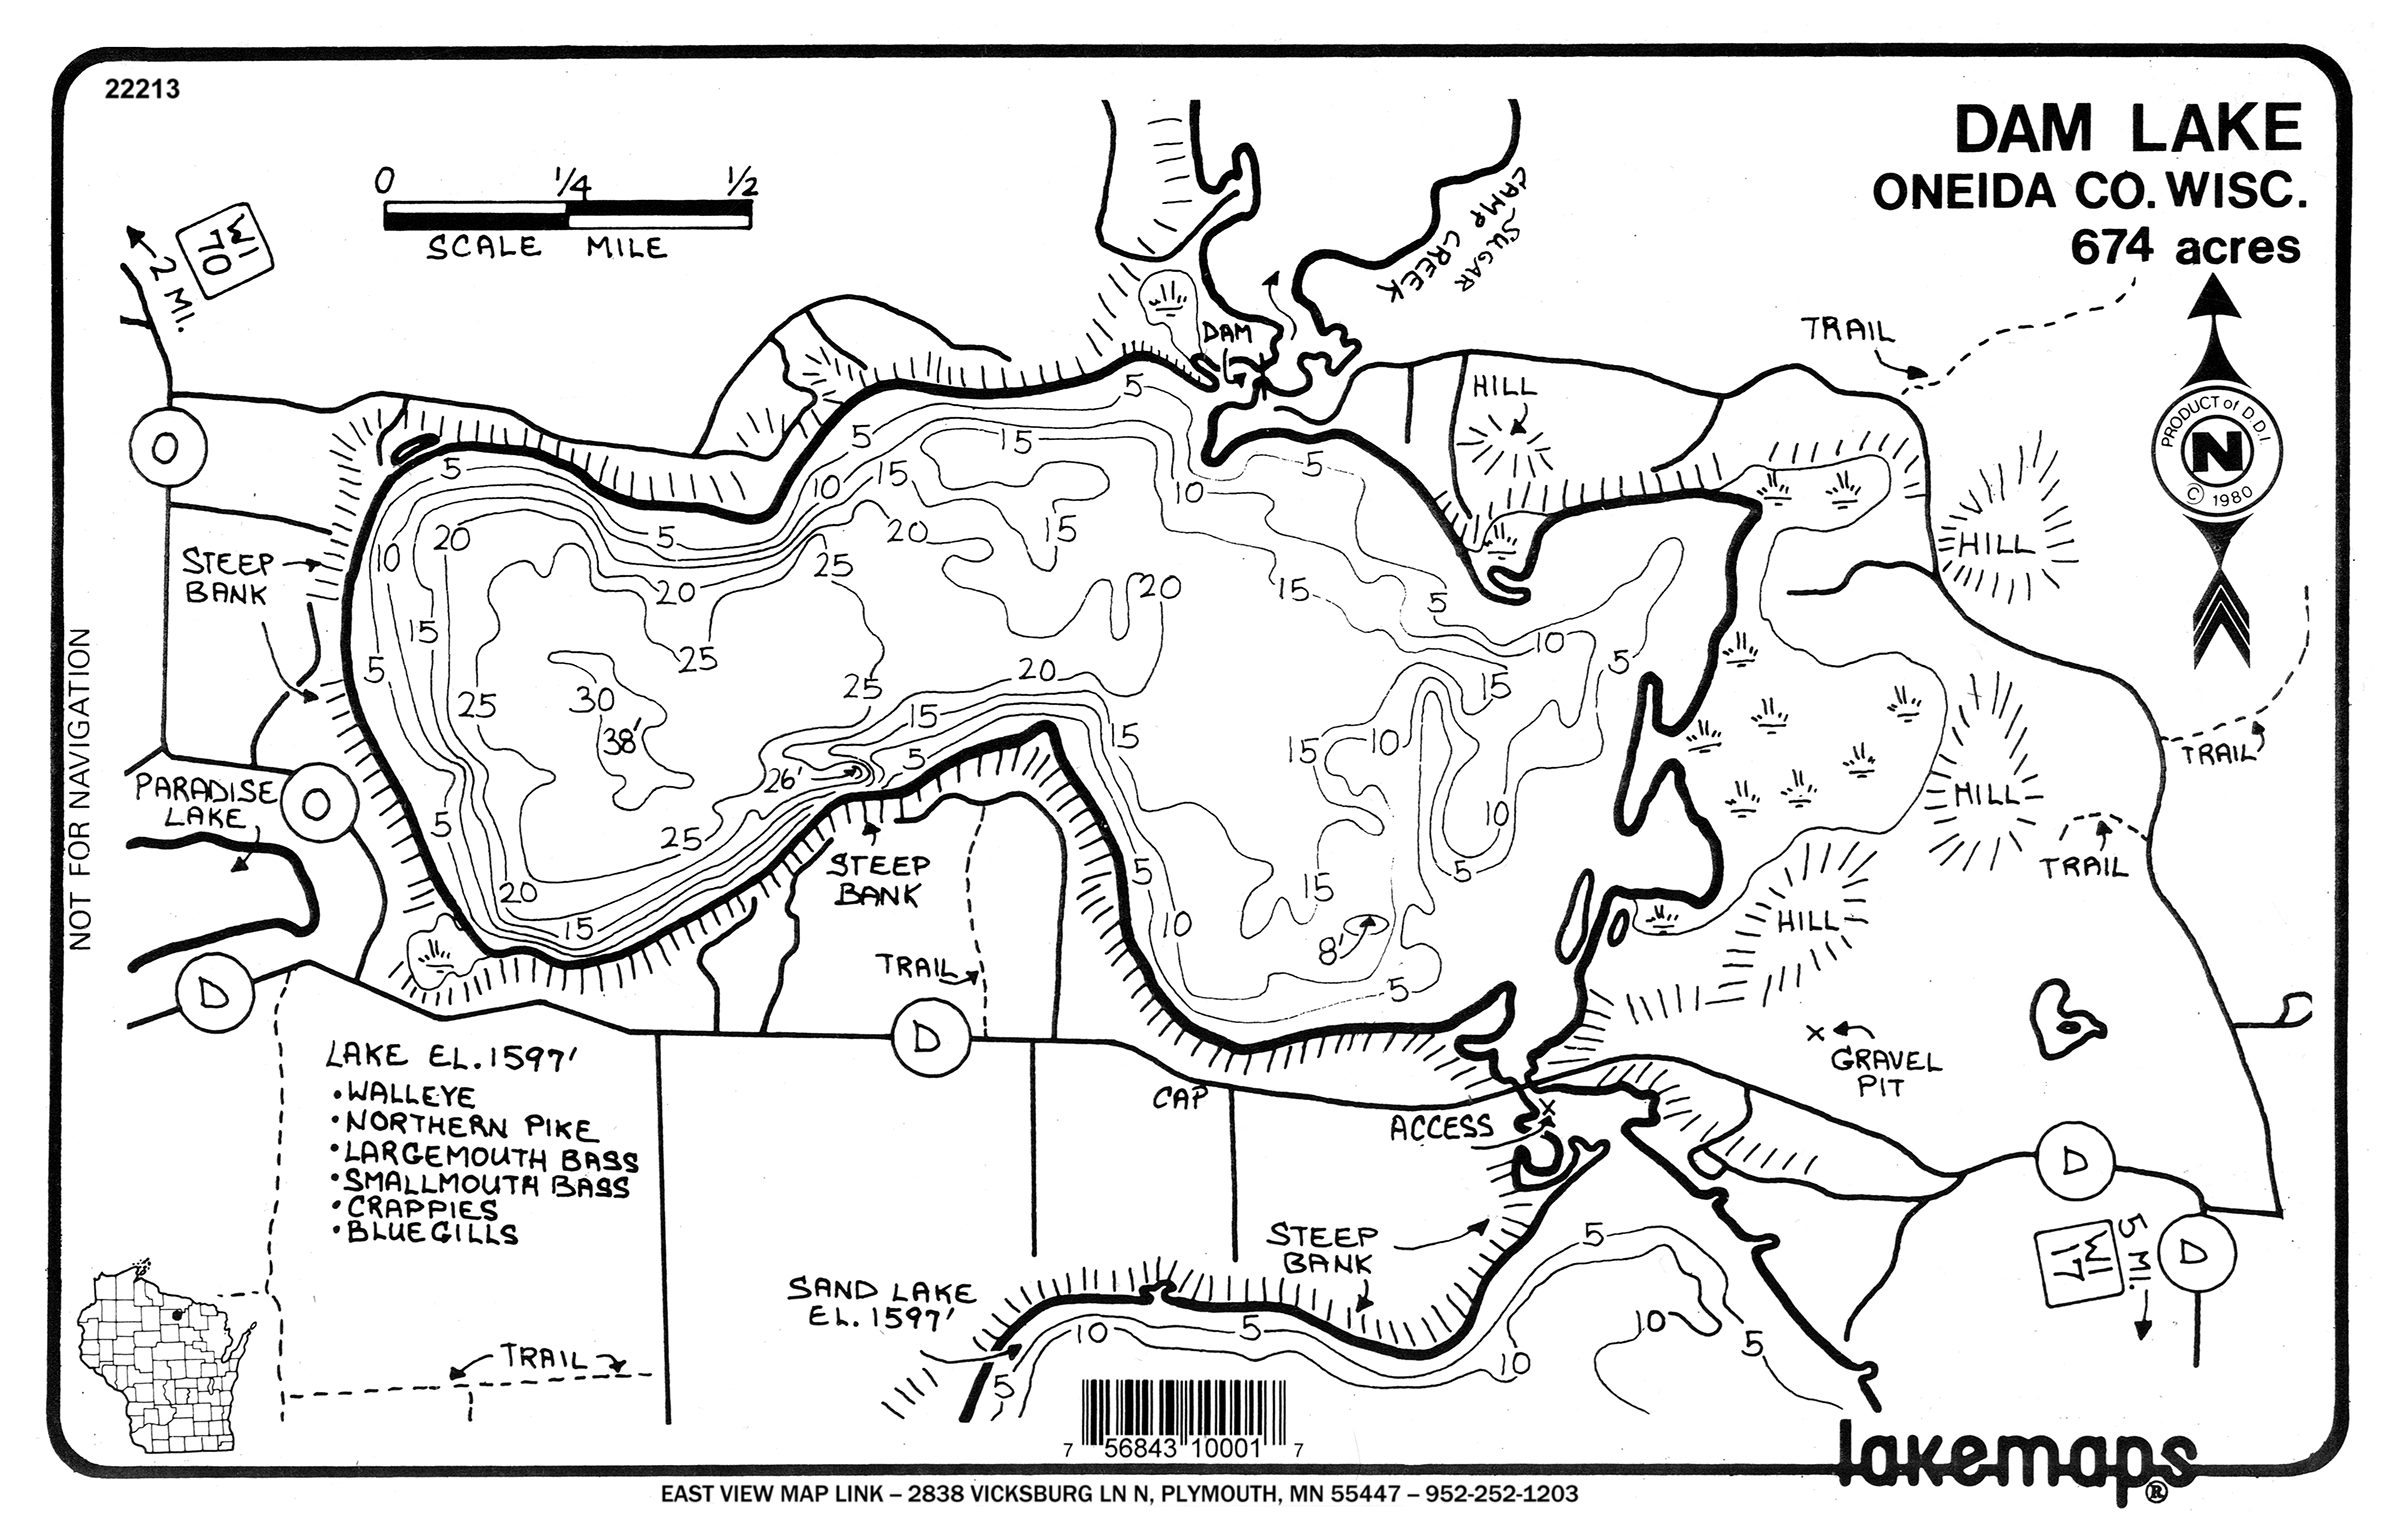 22213
DAM LAKE
ONEIDA CO. WISC.
674 acres
0 1/4 1/2
SCALE MILE
WI
70
2 MI.
SUGAR
CAMP CREEK
DAM
TRAIL
HILL
PRODUCT of D.D.I.
N
© 1980
O
5
5
15
5
10
15
10
5
20
5
20
15
10
HILL
STEEP
BANK
25
20
20
15
5
15
25
10
5
5
25
20
15
30
25
15
15
38'
10
15
TRAIL
26'
5
HILL
PARADISE
LAKE
O
10
5
25
STEEP
BANK
TRAIL
20
5
15
5
HILL
15
10
8'
TRAIL
5
D
D
GRAVEL
PIT
NOT FOR NAVIGATION
LAKE EL. 1597'
•WALLEYE
•NORTHERN PIKE
•LARGEMOUTH BASS
•SMALLMOUTH BASS
•CRAPPIES
•BLUEGILLS
CAP
ACCESS
X
X
D
STEEP
BANK
5
WI
17
5 MI.
D
SAND LAKE
EL. 1597'
10
5
10
5
10
5
TRAIL
7 56843 10001 7
lakemaps®
EAST VIEW MAP LINK – 2838 VICKSBURG LN N, PLYMOUTH, MN 55447 – 952-252-1203